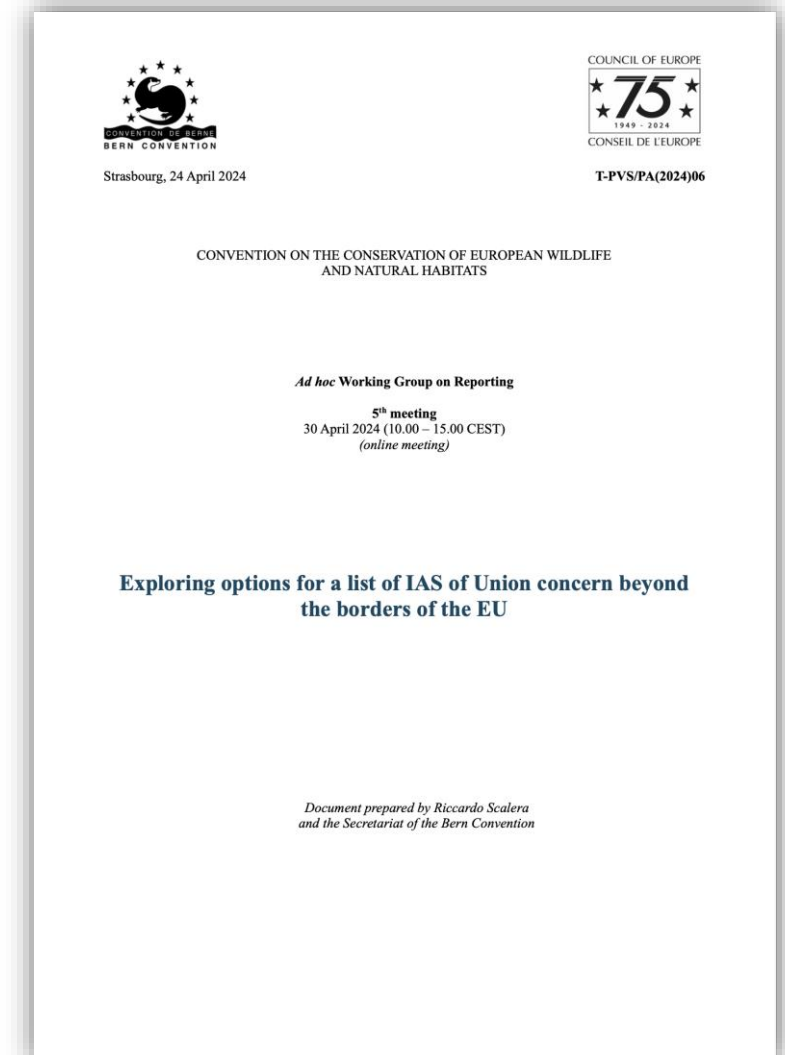 CONVENTION DE BERNE
BERN CONVENTION
COUNCIL OF EUROPE
75
1949 - 2024
CONSEIL DE L'EUROPE
Strasbourg, 24 April 2024
T-PVS/PA(2024)06
CONVENTION ON THE CONSERVATION OF EUROPEAN WILDLIFE
AND NATURAL HABITATS
Ad hoc Working Group on Reporting
5th meeting
30 April 2024 (10.00 – 15.00 CEST)
(online meeting)
Exploring options for a list of IAS of Union concern beyond
the borders of the EU
Document prepared by Riccardo Scalera
and the Secretariat of the Bern Convention